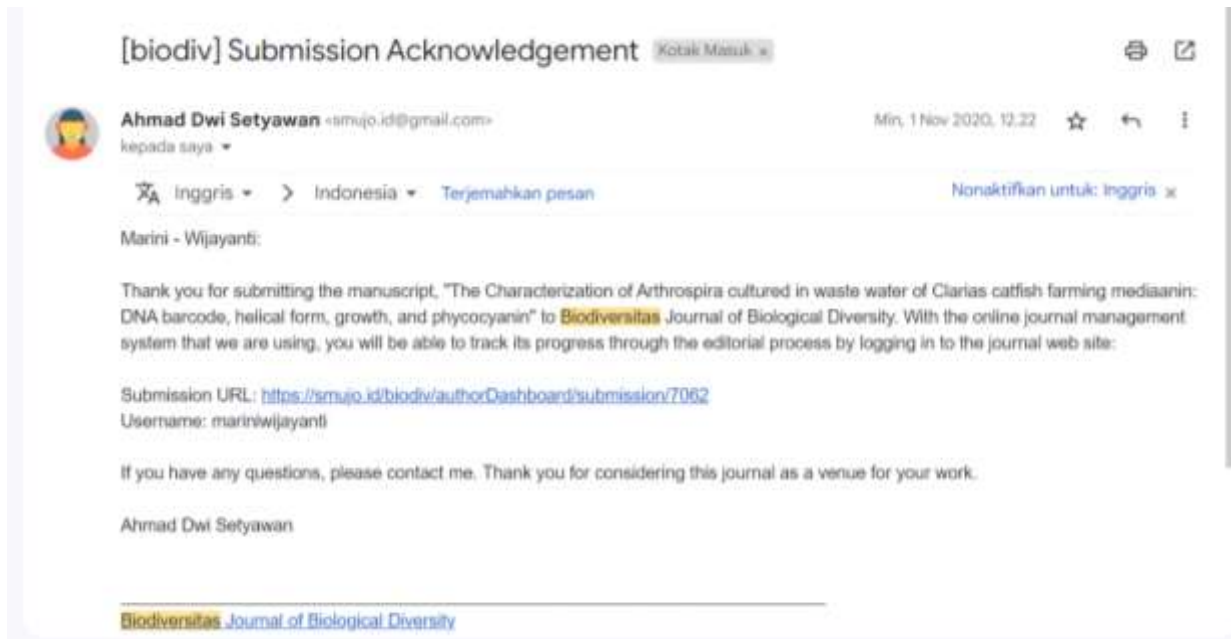 [biodiv] Submission Acknowledgement Kotak Masuk ×
Ahmad Dwi Setyawan <smujo.id@gmail.com>
Min, 1 Nov 2020, 12.22
kepada saya
Inggris > Indonesia Terjemahkan pesan
Nonaktifkan untuk: Inggris ×
Marini - Wijayanti:
Thank you for submitting the manuscript, "The Characterization of Arthrospira cultured in waste water of Clarias catfish farming mediaanin:
DNA barcode, helical form, growth, and phycocyanin" to Biodiversitas Journal of Biological Diversity. With the online journal management
system that we are using, you will be able to track its progress through the editorial process by logging in to the journal web site:
Submission URL: https://smujo.id/biodiv/authorDashboard/submission/7062
Username: mariniwijayanti
If you have any questions, please contact me. Thank you for considering this journal as a venue for your work.
Ahmad Dwi Setyawan
Biodiversitas Journal of Biological Diversity